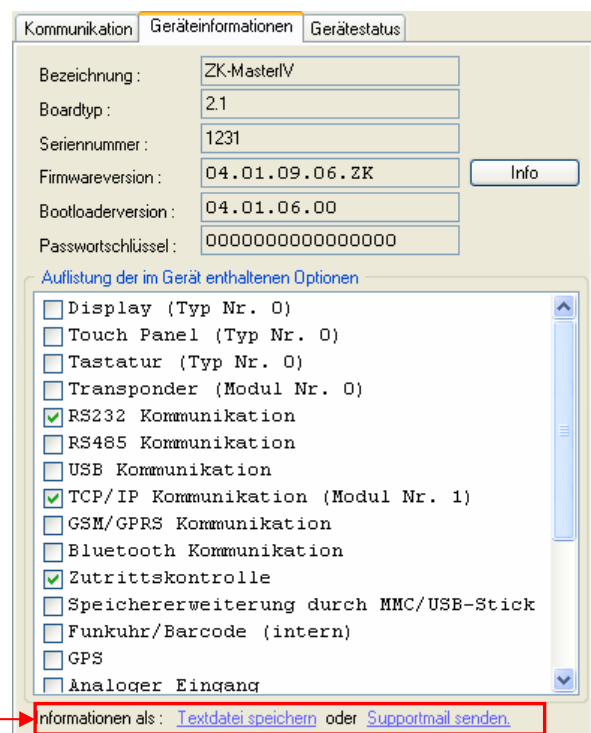 Kommunikation Geräteinformationen Gerätestatus
Bezeichnung : ZK-MasterIV
Boardtyp : 2.1
Seriennummer : 1231
Firmwareversion : 04.01.09.06.ZK Info
Bootloaderversion : 04.01.06.00
Passwortschlüssel : 0000000000000000
Auflistung der im Gerät enthaltenen Optionen
Display (Typ Nr. 0)
Touch Panel (Typ Nr. 0)
Tastatur (Typ Nr. 0)
Transponder (Modul Nr. 0)
RS232 Kommunikation
RS485 Kommunikation
USB Kommunikation
TCP/IP Kommunikation (Modul Nr. 1)
GSM/GPRS Kommunikation
Bluetooth Kommunikation
Zutrittskontrolle
Speichererweiterung durch MMC/USB-Stick
Funkuhr/Barcode (intern)
GPS
Analoger Eingang
Informationen als : Textdatei speichern oder Supportmail senden.